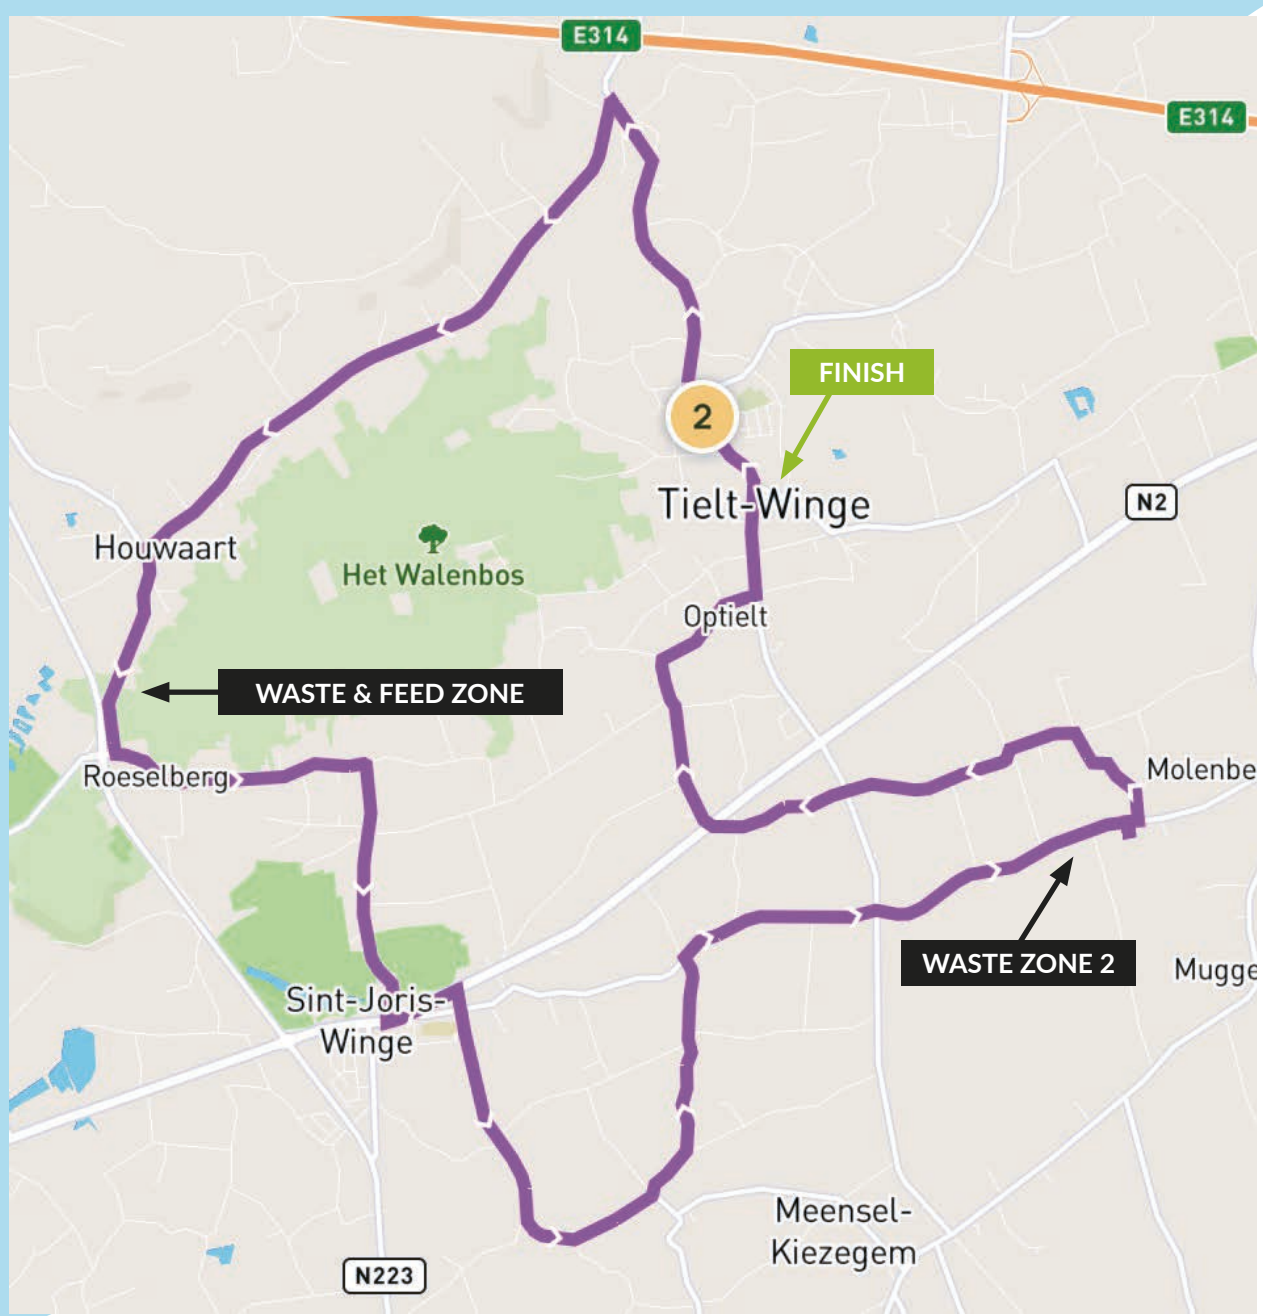 E314
E314
FINISH
2
Tielt-Winge
N2
Houwaart
Het Walenbos
Optielt
WASTE & FEED ZONE
Roeselberg
Molenbe
WASTE ZONE 2
Mugge
Sint-Joris-
Winge
Meensel-
Kiezegem
N223